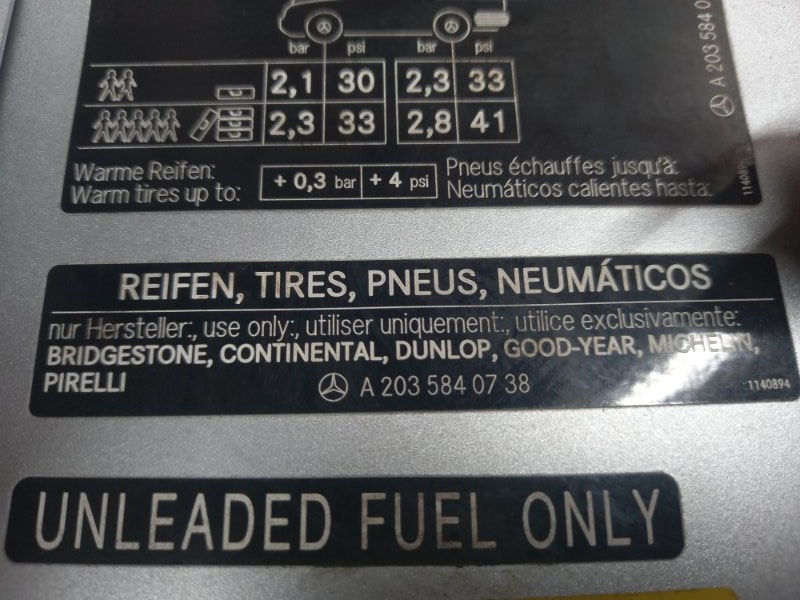 bar psi bar psi
2,1 30 2,3 33
2,3 33 2,8 41
Warme Reifen:
Warm tires up to:
+ 0,3 bar + 4 psi
Pneus échauffes jusqu'à:
Neumáticos calientes hasta:
A 203 584 0
REIFEN, TIRES, PNEUS, NEUMÁTICOS
nur Hersteller:, use only:, utiliser uniquement:, utilice exclusivamente:
BRIDGESTONE, CONTINENTAL, DUNLOP, GOOD-YEAR, MICHELIN,
PIRELLI
A 203 584 07 38
1140894
UNLEADED FUEL ONLY